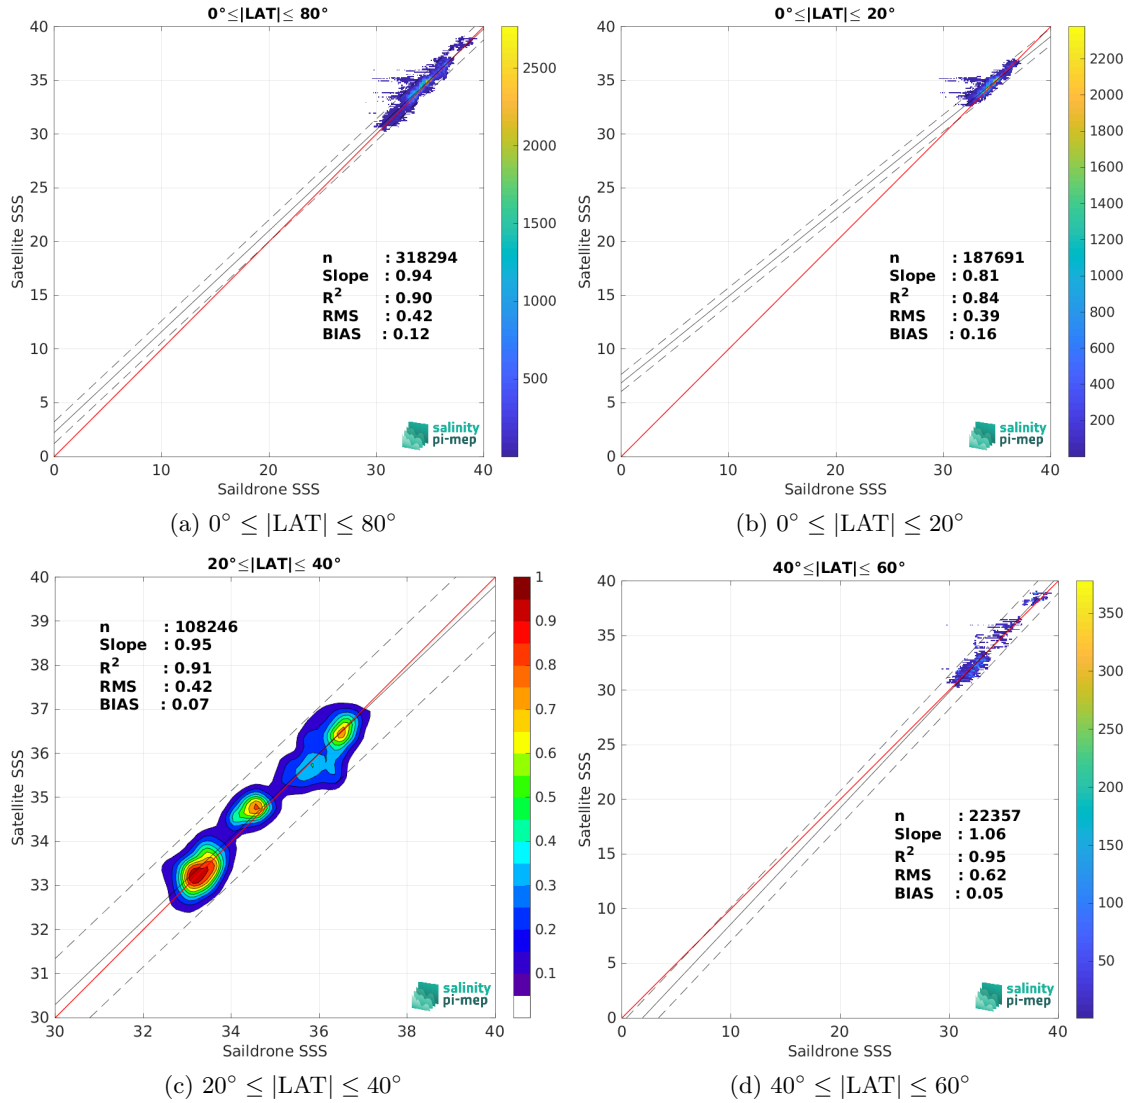 0°≤|LAT|≤ 80°
40
35
30
25
20
15
10
5
0
0
10
20
30
40
Satellite SSS
Saildrone SSS
n : 318294
Slope : 0.94
R² : 0.90
RMS : 0.42
BIAS : 0.12
salinity
pi-mep
2500
2000
1500
1000
500
(a) 0° ≤ |LAT| ≤ 80°
0°≤|LAT|≤ 20°
40
35
30
25
20
15
10
5
0
0
10
20
30
40
Satellite SSS
Saildrone SSS
n : 187691
Slope : 0.81
R² : 0.84
RMS : 0.39
BIAS : 0.16
salinity
pi-mep
2200
2000
1800
1600
1400
1200
1000
800
600
400
200
(b) 0° ≤ |LAT| ≤ 20°
20°≤|LAT|≤ 40°
40
39
38
37
36
35
34
33
32
31
30
30
32
34
36
38
40
Satellite SSS
Saildrone SSS
n : 108246
Slope : 0.95
R² : 0.91
RMS : 0.42
BIAS : 0.07
salinity
pi-mep
1
0.9
0.8
0.7
0.6
0.5
0.4
0.3
0.2
0.1
(c) 20° ≤ |LAT| ≤ 40°
40°≤|LAT|≤ 60°
40
35
30
25
20
15
10
5
0
0
10
20
30
40
Satellite SSS
Saildrone SSS
n : 22357
Slope : 1.06
R² : 0.95
RMS : 0.62
BIAS : 0.05
salinity
pi-mep
350
300
250
200
150
100
50
(d) 40° ≤ |LAT| ≤ 60°